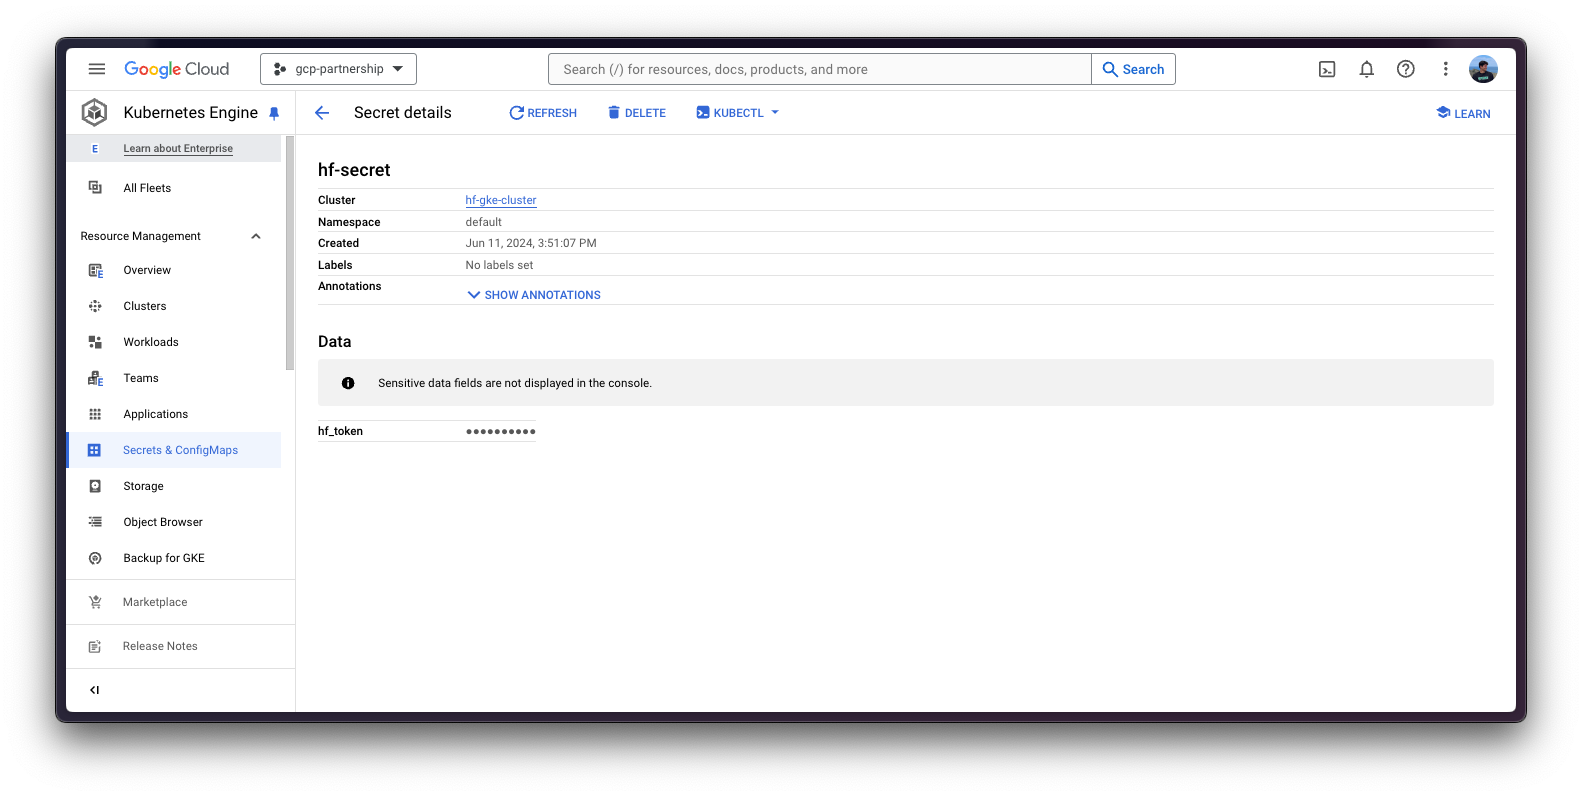 Google Cloud
gcp-partnership
Search (/) for resources, docs, products, and more
Search
Kubernetes Engine
Secret details
REFRESH
DELETE
KUBECTL
LEARN
E
Learn about Enterprise
All Fleets
Resource Management
Overview
Clusters
Workloads
Teams
Applications
Secrets & ConfigMaps
Storage
Object Browser
Backup for GKE
Marketplace
Release Notes
hf-secret
Cluster hf-gke-cluster
Namespace default
Created Jun 11, 2024, 3:51:07 PM
Labels No labels set
Annotations
SHOW ANNOTATIONS
Data
Sensitive data fields are not displayed in the console.
hf_token ••••••••••